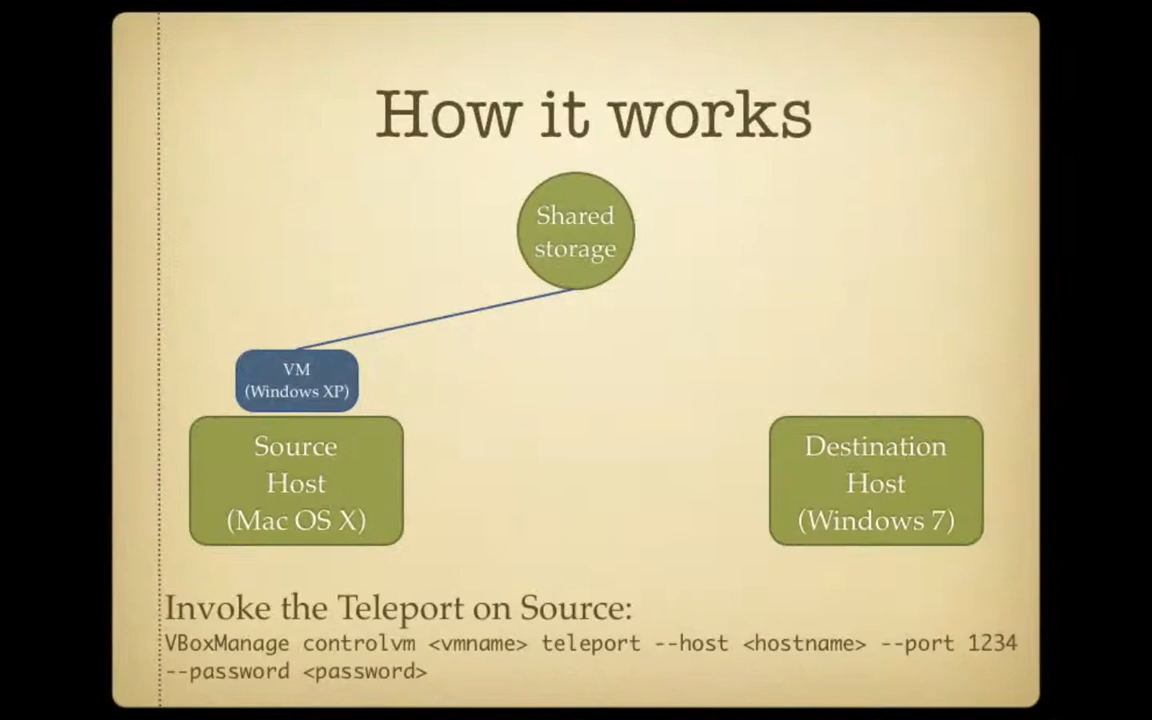 How it works
Shared
storage
VM
(Windows XP)
Source
Host
(Mac OS X)
Destination
Host
(Windows 7)
Invoke the Teleport on Source:
VBoxManage controlvm <vmname> teleport --host <hostname> --port 1234
--password <password>